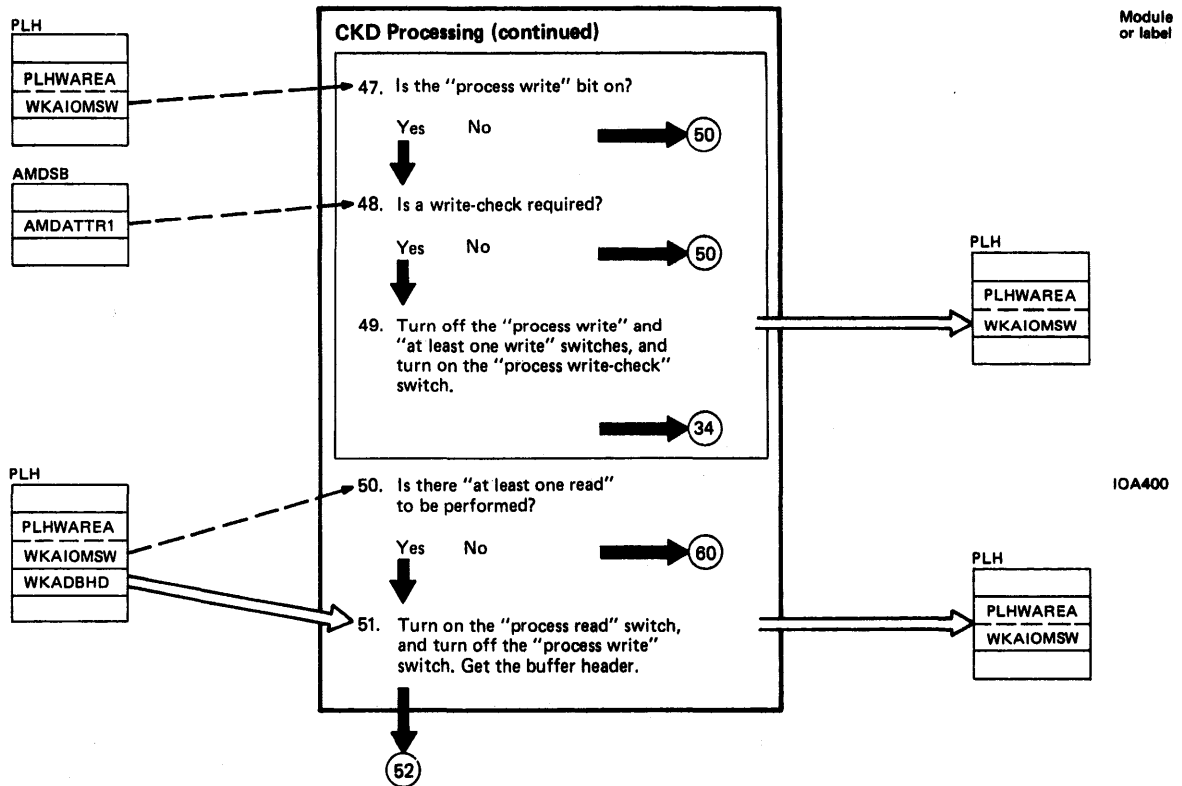 PLH
PLHWAREA
WKAIOMSW
AMDSB
AMDATTR1
PLH
PLHWAREA
WKAIOMSW
WKADBHD
CKD Processing (continued)
47. Is the "process write" bit on?
Yes No
50
48. Is a write-check required?
Yes No
50
49. Turn off the "process write" and
"at least one write" switches, and
turn on the "process write-check"
switch.
34
50. Is there "at least one read"
to be performed?
Yes No
60
51. Turn on the "process read" switch,
and turn off the "process write"
switch. Get the buffer header.
52
Module
or label
PLH
PLHWAREA
WKAIOMSW
IOA400
PLH
PLHWAREA
WKAIOMSW